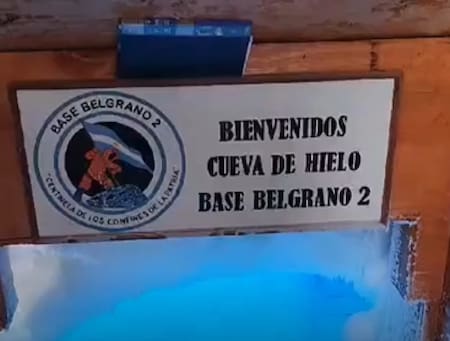 BASE BELGRANO 2
"CENTINELA DE LOS CONFINES DE LA PATRIA"
BIENVENIDOS
CUEVA DE HIELO
BASE BELGRANO 2